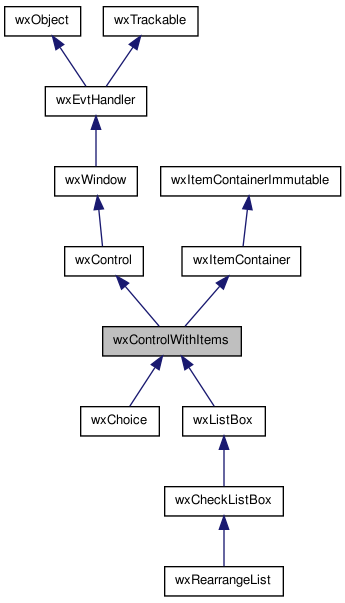 wxObject
wxTrackable
wxEvtHandler
wxWindow
wxItemContainerImmutable
wxControl
wxItemContainer
wxControlWithItems
wxChoice
wxListBox
wxCheckListBox
wxRearrangeList